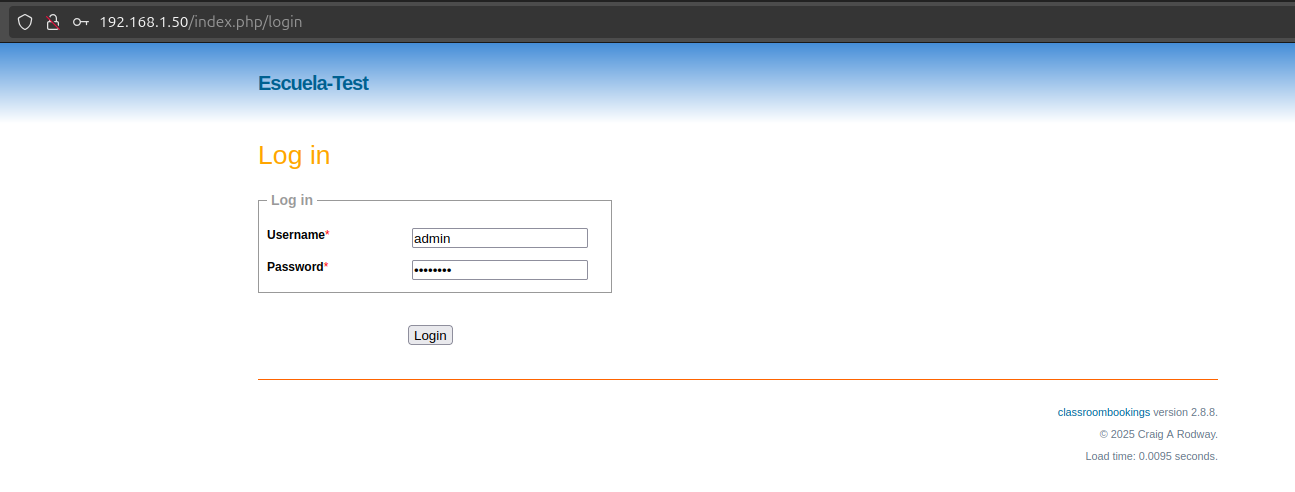 192.168.1.50/index.php/login
Escuela-Test
Log in
Log in
Username*
admin
Password*
••••••••
Login
classroombookings version 2.8.8.
© 2025 Craig A Rodway.
Load time: 0.0095 seconds.